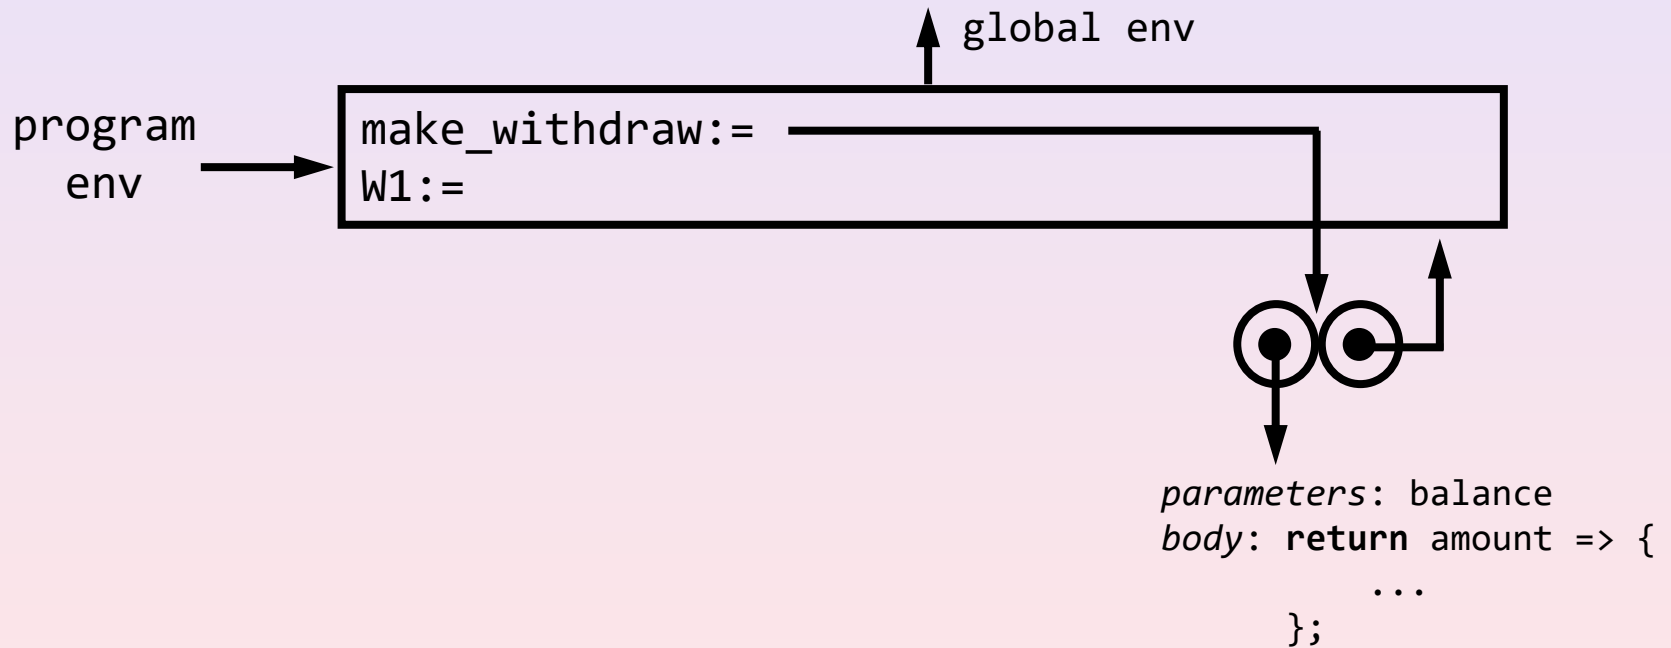 global env
program
env
make_withdraw:=
W1:=
parameters: balance
body: return amount => {
...
};